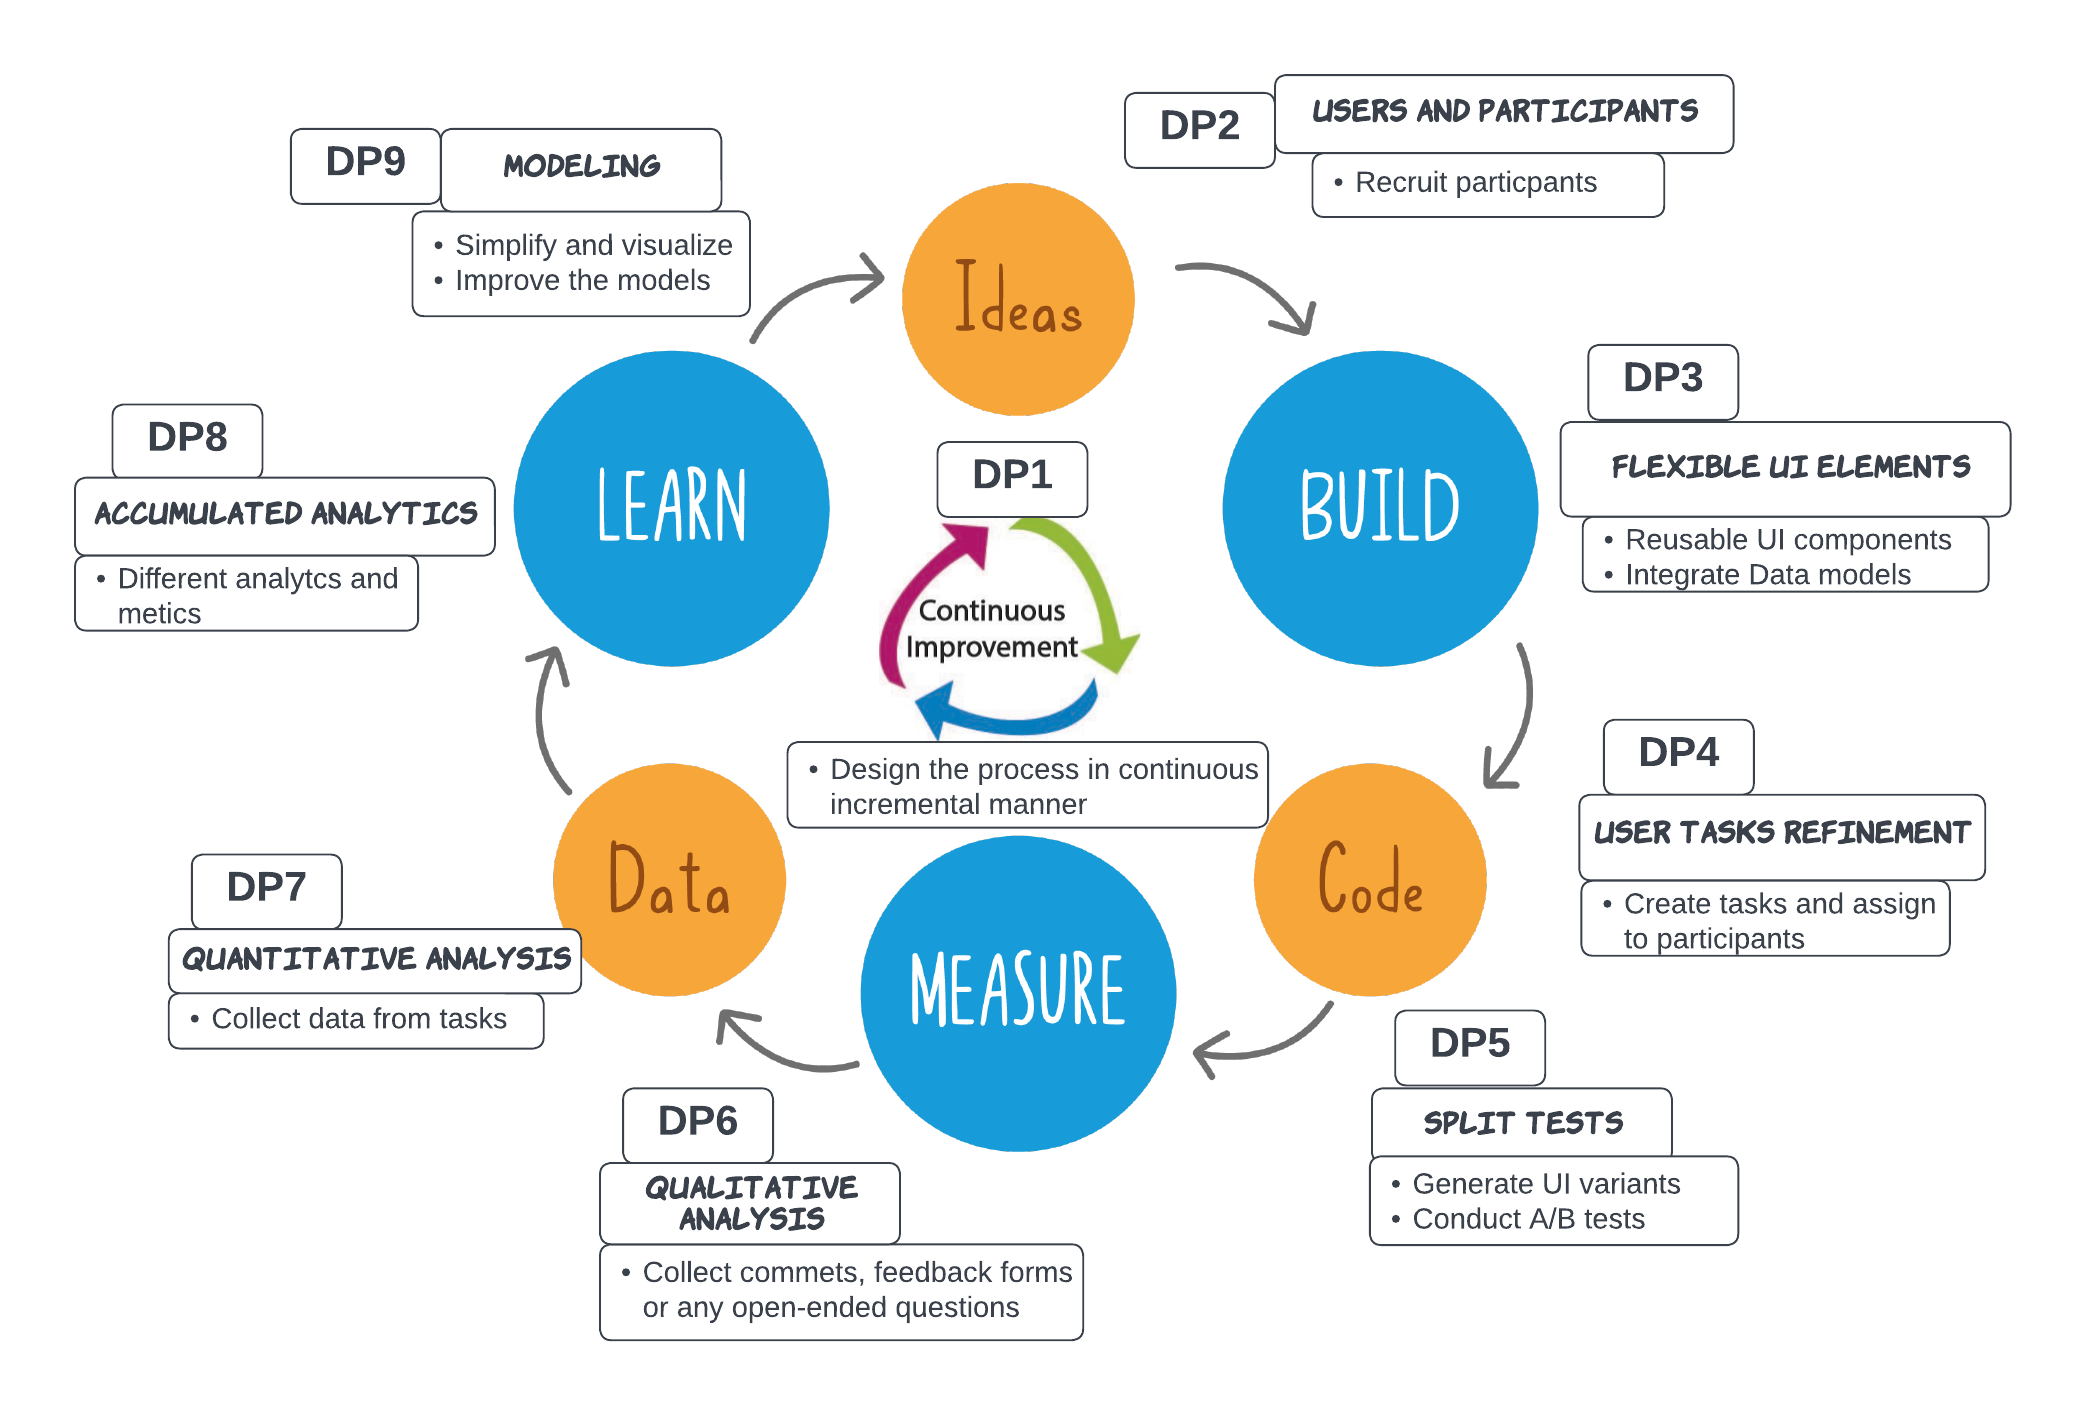 DP9
MODELING
• Simplify and visualize
• Improve the models
DP2
USERS AND PARTICIPANTS
• Recruit particpants
Ideas
DP3
FLEXIBLE UI ELEMENTS
• Reusable UI components
• Integrate Data models
DP8
ACCUMULATED ANALYTICS
• Different analytcs and
metics
LEARN
DP1
Continuous
Improvement
• Design the process in continuous
incremental manner
BUILD
DP4
USER TASKS REFINEMENT
• Create tasks and assign
to participants
DP7
QUANTITATIVE ANALYSIS
• Collect data from tasks
Data
MEASURE
Code
DP5
SPLIT TESTS
• Generate UI variants
• Conduct A/B tests
DP6
QUALITATIVE
ANALYSIS
• Collect commets, feedback forms
or any open-ended questions